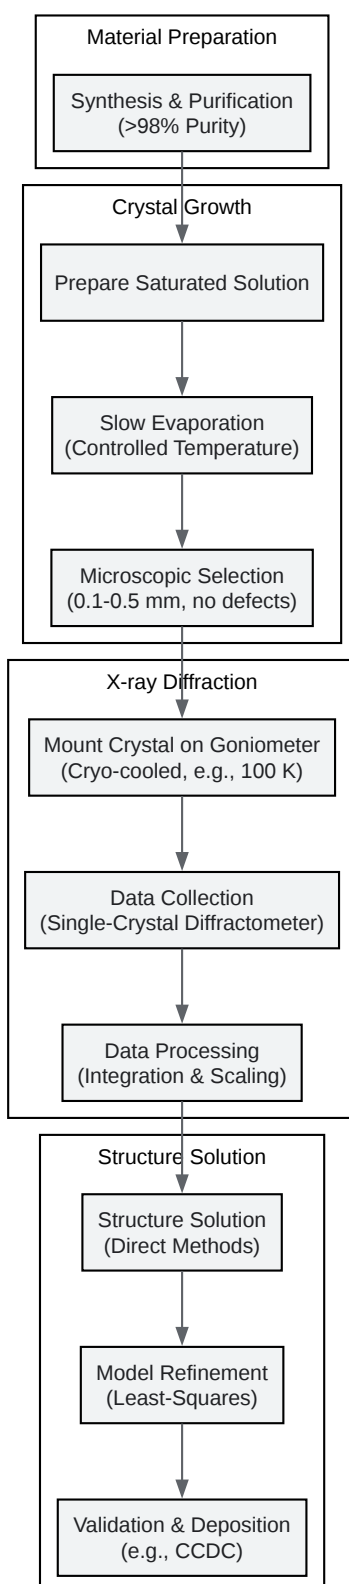 Material Preparation
Synthesis & Purification
(>98% Purity)
Crystal Growth
Prepare Saturated Solution
Slow Evaporation
(Controlled Temperature)
Microscopic Selection
(0.1-0.5 mm, no defects)
X-ray Diffraction
Mount Crystal on Goniometer
(Cryo-cooled, e.g., 100 K)
Data Collection
(Single-Crystal Diffractometer)
Data Processing
(Integration & Scaling)
Structure Solution
Structure Solution
(Direct Methods)
Model Refinement
(Least-Squares)
Validation & Deposition
(e.g., CCDC)